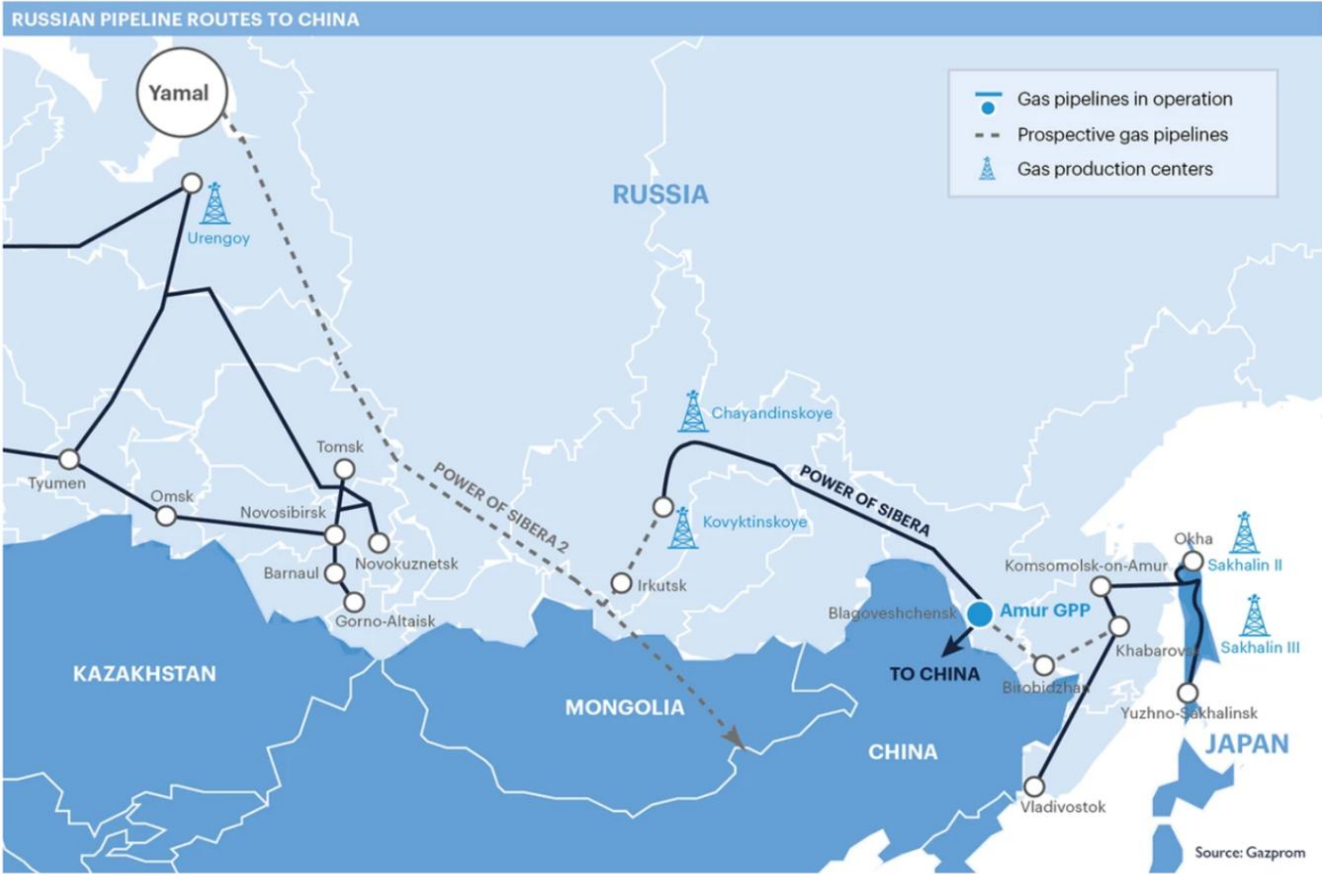 RUSSIAN PIPELINE ROUTES TO CHINA
Yamal
Gas pipelines in operation
Prospective gas pipelines
Gas production centers
RUSSIA
Urengoy
Chayandinskoye
Tomsk
Tyumen
Omsk
Novosibirsk
POWER OF SIBERA 2
POWER OF SIBERA
Kovyktinskoye
Okha
Sakhalin II
Komsomolsk-on-Amur
Barnaul
Novokuznetsk
Irkutsk
Gorno-Altaisk
Blagoveshchensk
Amur GPP
Khabarovsk
Sakhalin III
KAZAKHSTAN
TO CHINA
Birobidzhan
MONGOLIA
Yuzhno-Sakhalinsk
CHINA
JAPAN
Vladivostok
Source: Gazprom